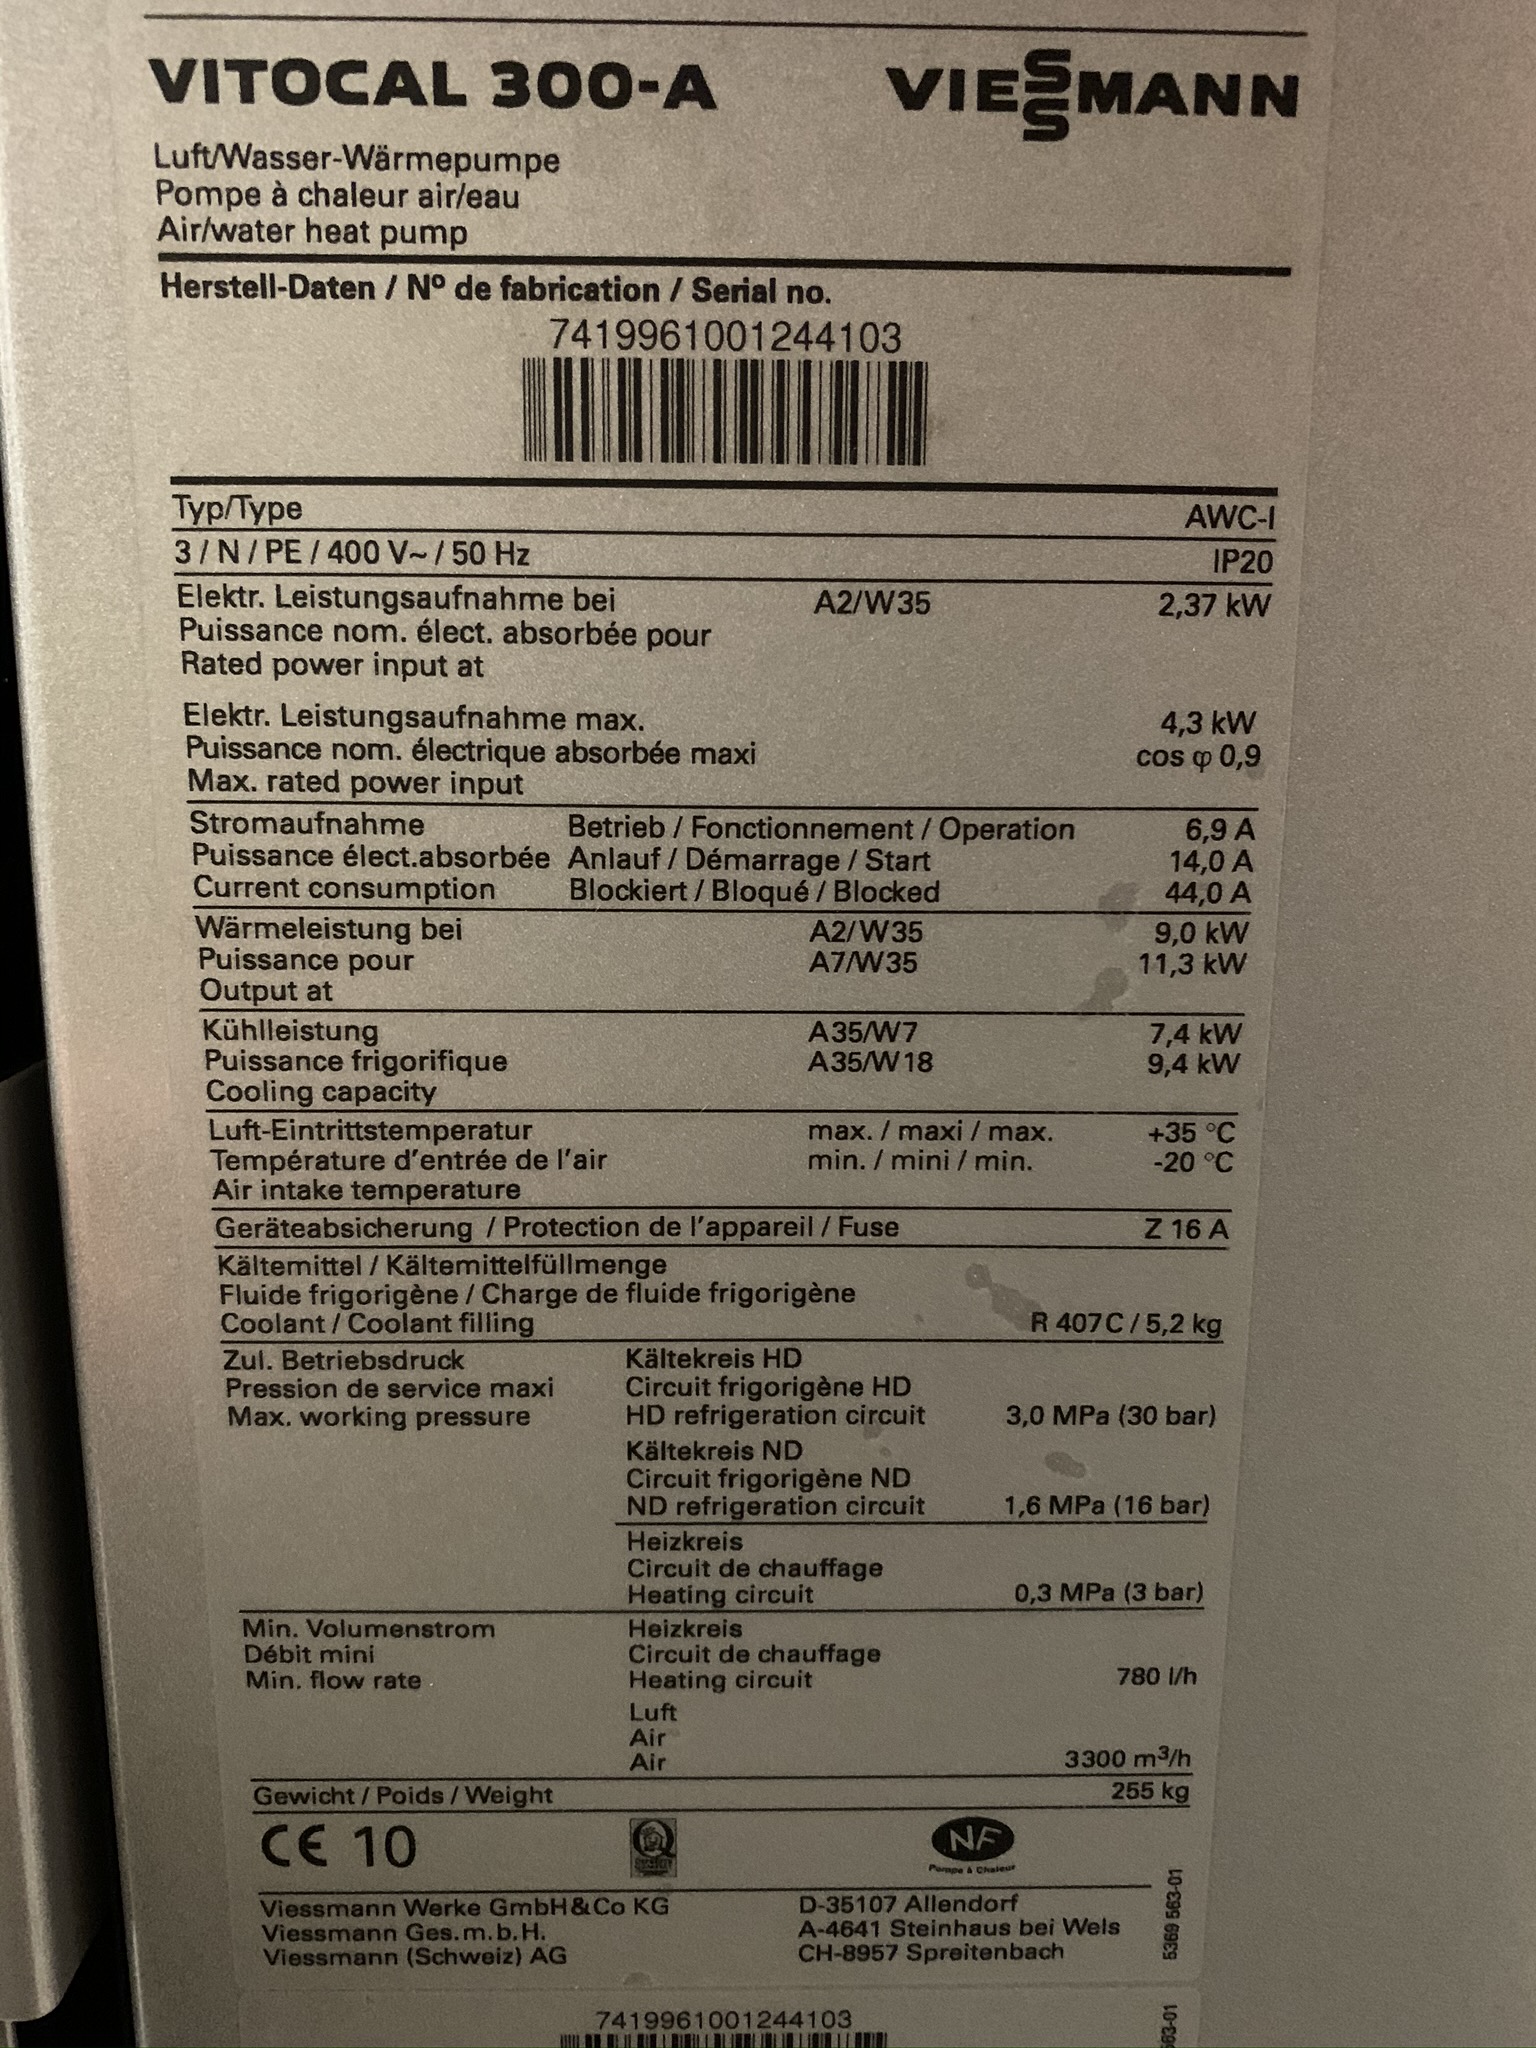 VITOCAL 300-A VIESSMANN
Luft/Wasser-Wärmepumpe
Pompe à chaleur air/eau
Air/water heat pump
Herstell-Daten / Nº de fabrication / Serial no.
7419961001244103
Typ/Type AWC-I
3 / N / PE / 400 V~ / 50 Hz IP20
Elektr. Leistungsaufnahme bei A2/W35 2,37 kW
Puissance nom. élect. absorbée pour
Rated power input at
Elektr. Leistungsaufnahme max. 4,3 kW
Puissance nom. électrique absorbée maxi cos φ 0,9
Max. rated power input
Stromaufnahme Betrieb / Fonctionnement / Operation 6,9 A
Puissance élect.absorbée Anlauf / Démarrage / Start 14,0 A
Current consumption Blockiert / Bloqué / Blocked 44,0 A
Wärmeleistung bei A2/W35 9,0 kW
Puissance pour A7/W35 11,3 kW
Output at
Kühlleistung A35/W7 7,4 kW
Puissance frigorifique A35/W18 9,4 kW
Cooling capacity
Luft-Eintrittstemperatur max. / maxi / max. +35 °C
Température d'entrée de l'air min. / mini / min. -20 °C
Air intake temperature
Geräteabsicherung / Protection de l'appareil / Fuse Z 16 A
Kältemittel / Kältemittelfüllmenge
Fluide frigorigène / Charge de fluide frigorigène
Coolant / Coolant filling R 407C / 5,2 kg
Zul. Betriebsdruck Kältekreis HD
Pression de service maxi Circuit frigorigène HD
Max. working pressure HD refrigeration circuit 3,0 MPa (30 bar)
Kältekreis ND
Circuit frigorigène ND
ND refrigeration circuit 1,6 MPa (16 bar)
Heizkreis
Circuit de chauffage
Heating circuit 0,3 MPa (3 bar)
Min. Volumenstrom Heizkreis
Débit mini Circuit de chauffage
Min. flow rate Heating circuit 780 l/h
Luft
Air
Air 3300 m³/h
Gewicht / Poids / Weight 255 kg
CE 10 NF
Pompe à Chaleur
Viessmann Werke GmbH&Co KG D-35107 Allendorf
Viessmann Ges.m.b.H. A-4641 Steinhaus bei Wels
Viessmann (Schweiz) AG CH-8957 Spreitenbach
5369 563-01
7419961001244103
563-01